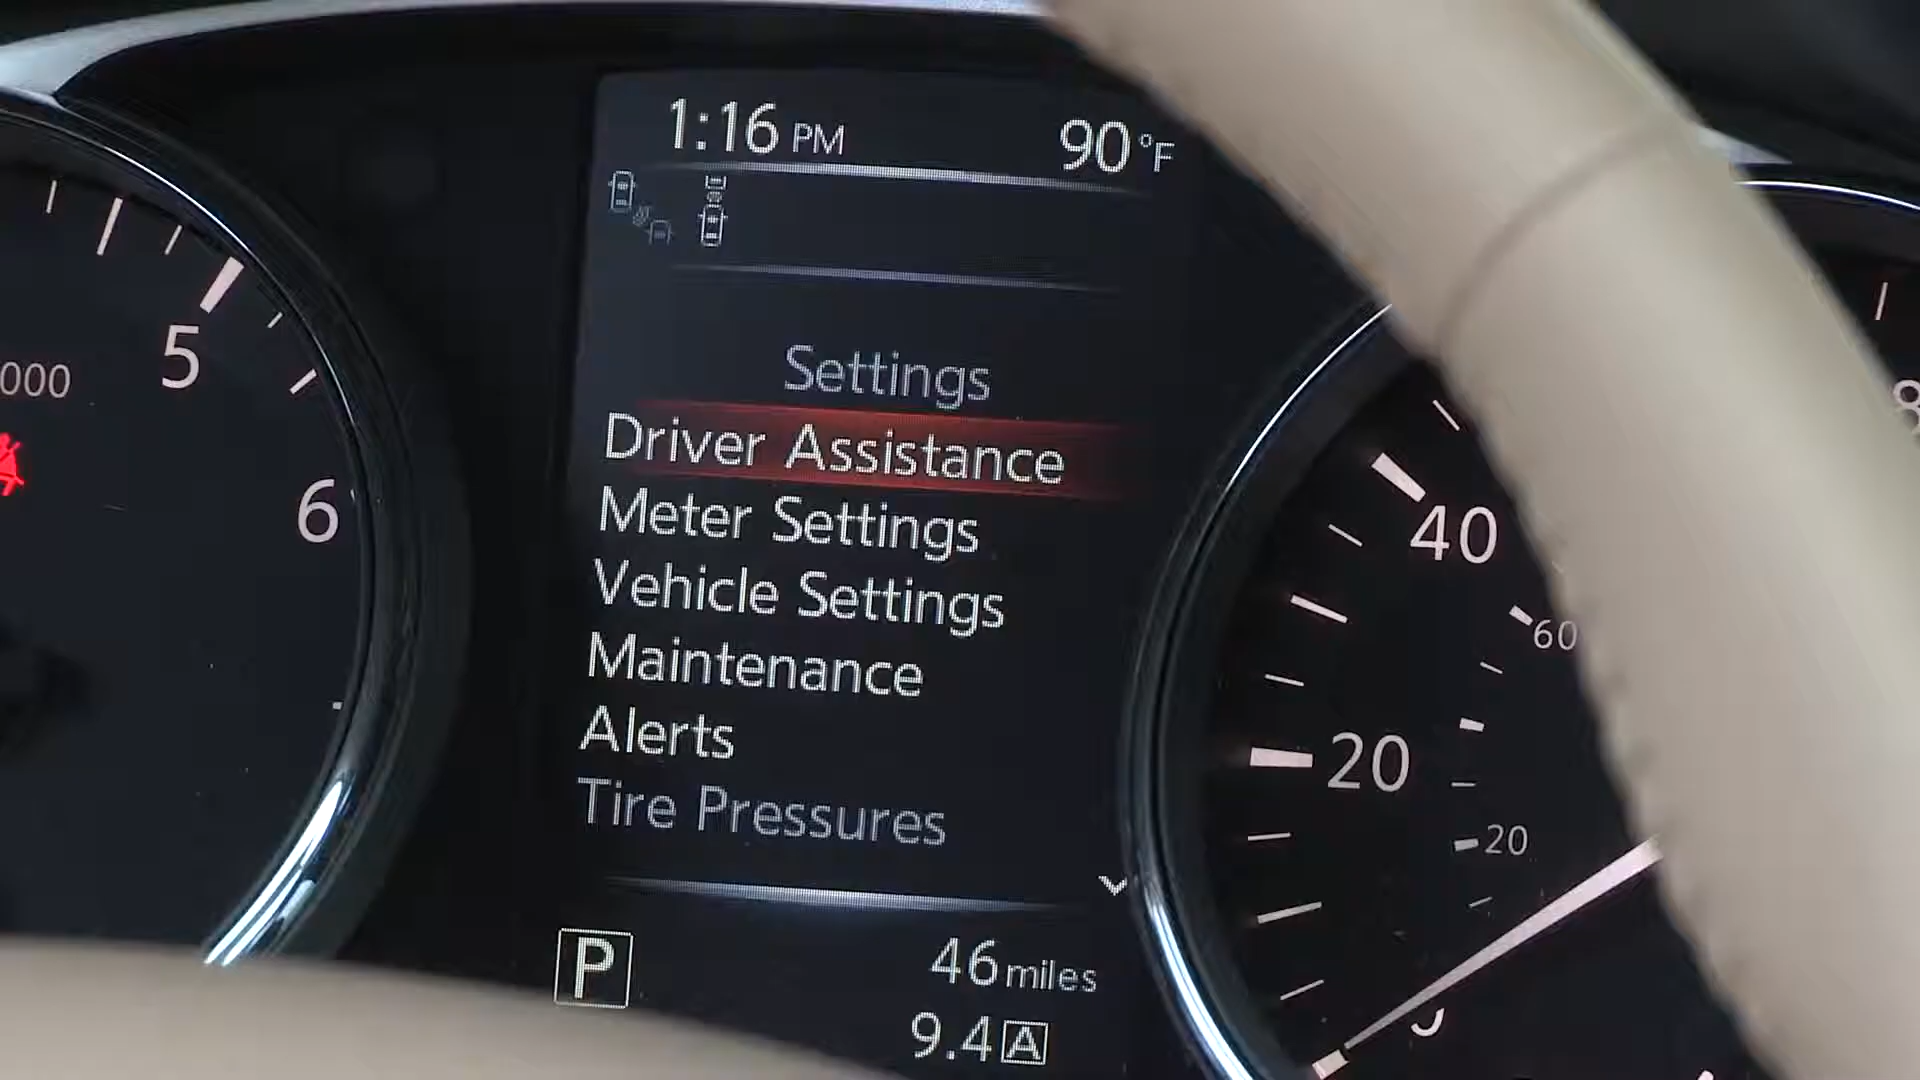 1:16 PM 90 °F
Settings
Driver Assistance
Meter Settings
Vehicle Settings
Maintenance
Alerts
Tire Pressures
P 46 miles
9.4 A
5
000
6
40
60
20
20